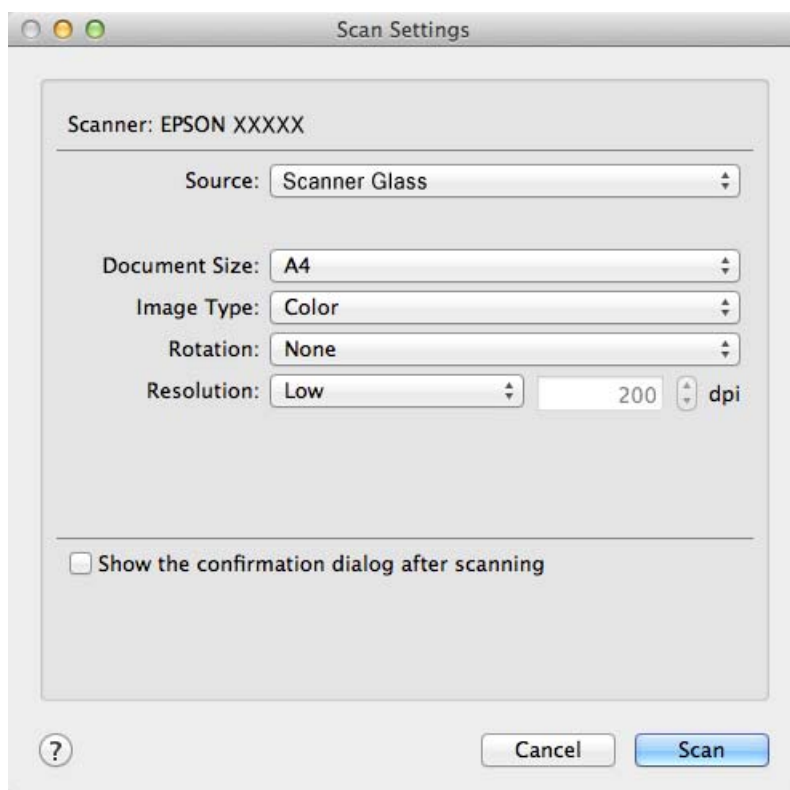 Scan Settings
Scanner: EPSON XXXXX
Source: Scanner Glass
Document Size: A4
Image Type: Color
Rotation: None
Resolution: Low 200 dpi
Show the confirmation dialog after scanning
? Cancel Scan